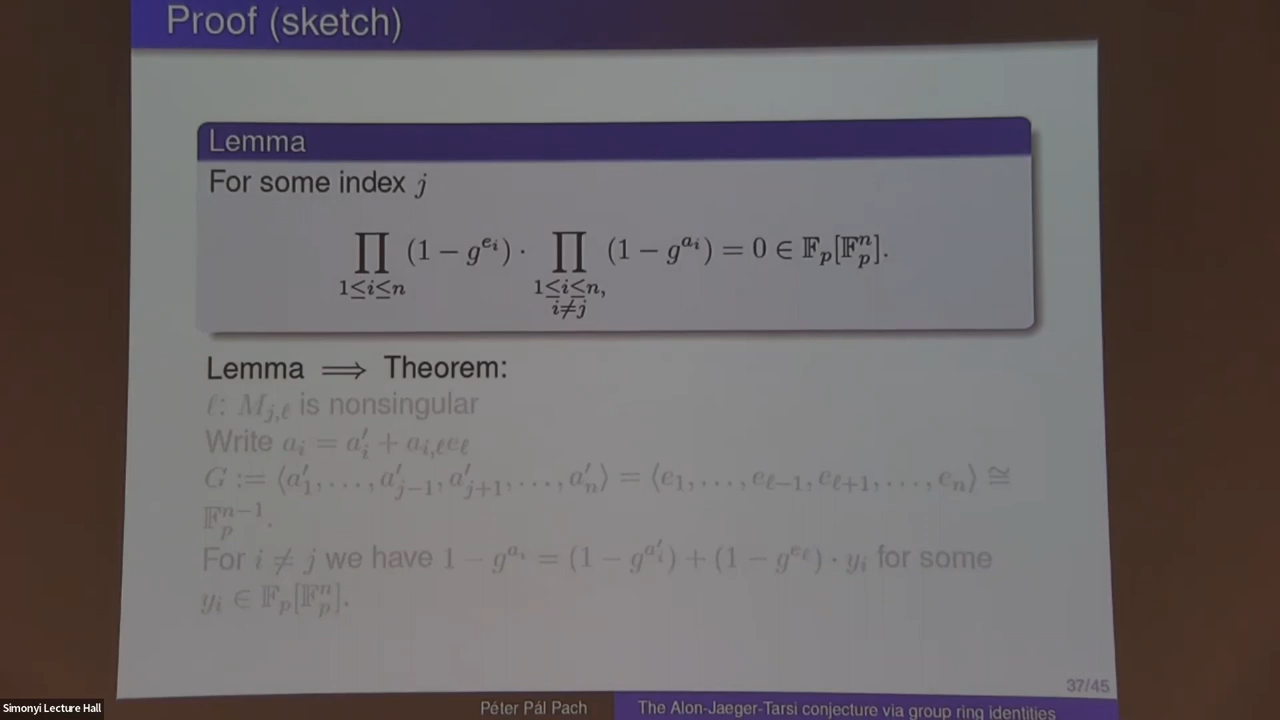 Proof (sketch)
Lemma
For some index j
∏ (1 − g^{e_i}) · ∏ (1 − g^{a_i}) = 0 ∈ 𝔽_p[𝔽_p^n].
1≤i≤n 1≤i≤n,
i≠j
Lemma ⟹ Theorem:
ℓ: M_{j,ℓ} is nonsingular
Write a_i = a'_i + a_{i,ℓ}e_ℓ
G := ⟨a'_1, …, a'_{j−1}, a'_{j+1}, …, a'_n⟩ = ⟨e_1, …, e_{ℓ−1}, e_{ℓ+1}, …, e_n⟩ ≅
𝔽_p^{n−1}.
For i ≠ j we have 1 − g^{a_i} = (1 − g^{a'_i}) + (1 − g^{e_ℓ}) · y_i for some
y_i ∈ 𝔽_p[𝔽_p^n].
37/45
Péter Pál Pach The Alon-Jaeger-Tarsi conjecture via group ring identities
Simonyi Lecture Hall